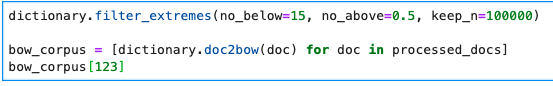 dictionary.filter_extremes(no_below=15, no_above=0.5, keep_n=100000)
bow_corpus = [dictionary.doc2bow(doc) for doc in processed_docs]
bow_corpus[123]